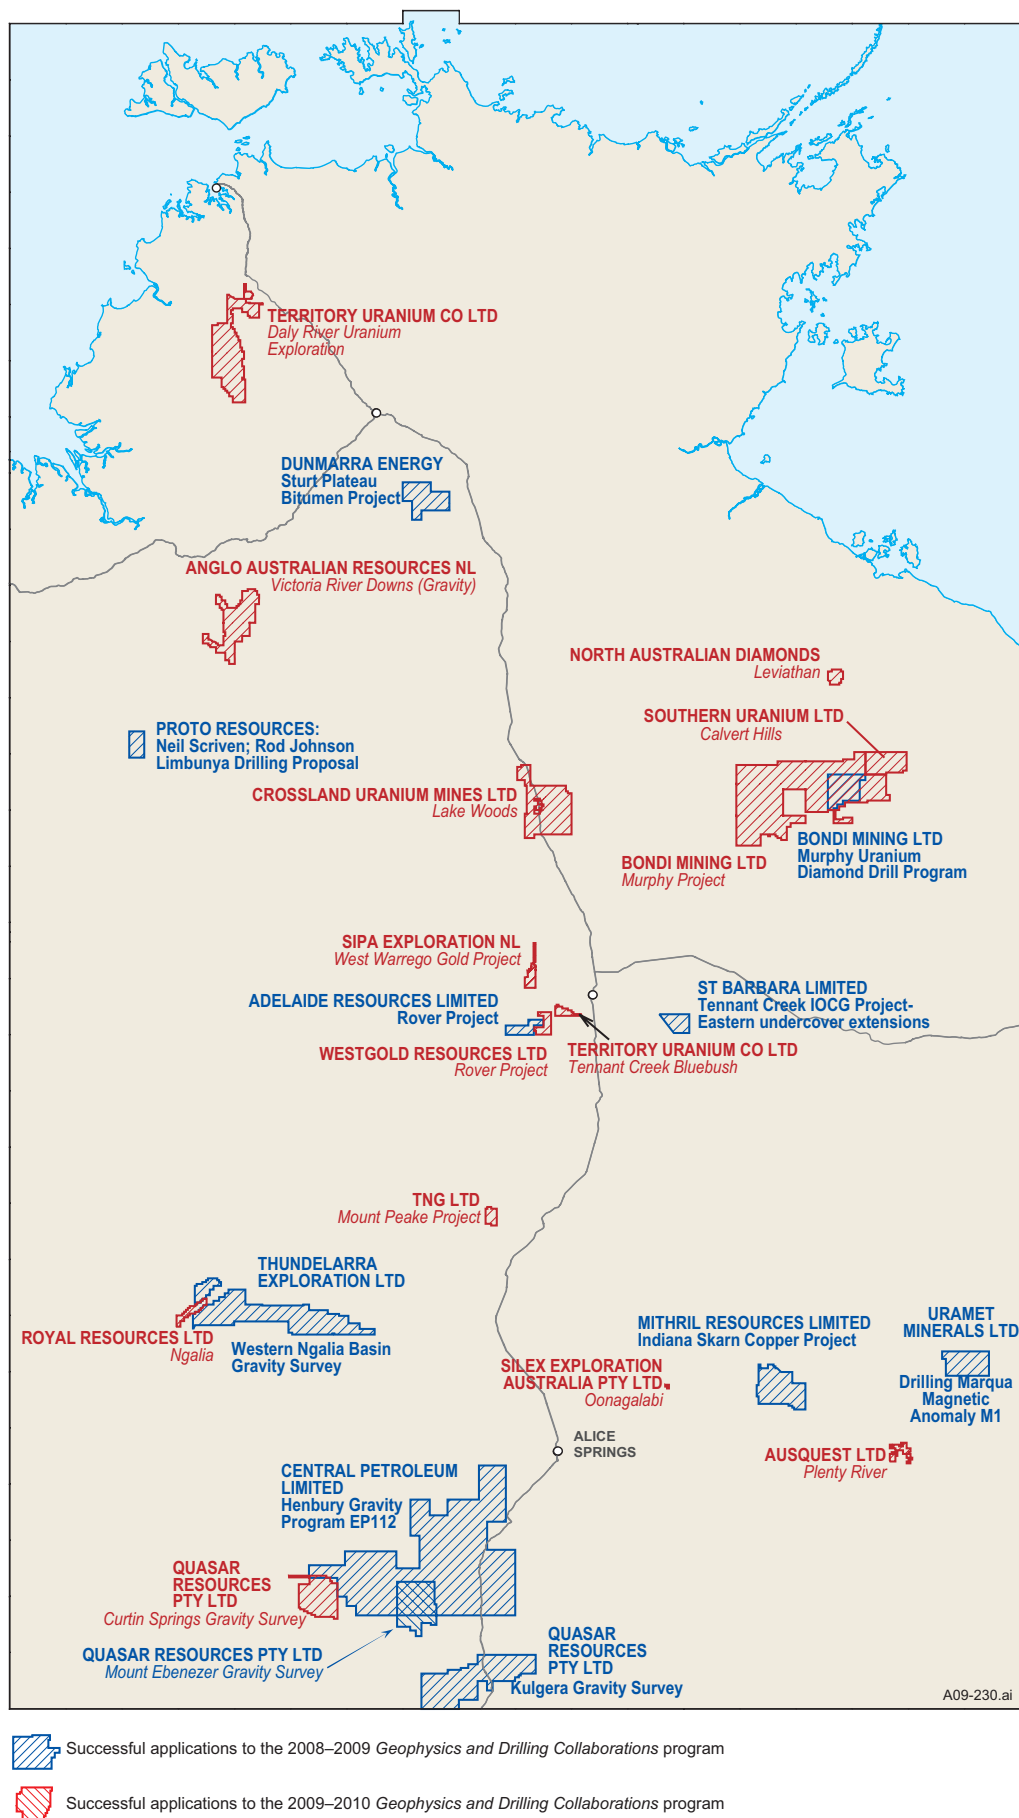 TERRITORY URANIUM CO LTD
Daly River Uranium
Exploration
DUNMARRA ENERGY
Sturt Plateau
Bitumen Project
ANGLO AUSTRALIAN RESOURCES NL
Victoria River Downs (Gravity)
NORTH AUSTRALIAN DIAMONDS
Leviathan
SOUTHERN URANIUM LTD
Calvert Hills
PROTO RESOURCES:
Neil Scriven; Rod Johnson
Limbunya Drilling Proposal
CROSSLAND URANIUM MINES LTD
Lake Woods
BONDI MINING LTD
Murphy Uranium
Diamond Drill Program
BONDI MINING LTD
Murphy Project
SIPA EXPLORATION NL
West Warrego Gold Project
ADELAIDE RESOURCES LIMITED
Rover Project
ST BARBARA LIMITED
Tennant Creek IOCG Project-
Eastern undercover extensions
WESTGOLD RESOURCES LTD
Rover Project
TERRITORY URANIUM CO LTD
Tennant Creek Bluebush
TNG LTD
Mount Peake Project
THUNDELARRA
EXPLORATION LTD
ROYAL RESOURCES LTD
Ngalia
Western Ngalia Basin
Gravity Survey
MITHRIL RESOURCES LIMITED
Indiana Skarn Copper Project
URAMET
MINERALS LTD
Drilling Marqua
Magnetic
Anomaly M1
SILEX EXPLORATION
AUSTRALIA PTY LTD
Oonagalabi
ALICE
SPRINGS
AUSQUEST LTD
Plenty River
CENTRAL PETROLEUM
LIMITED
Henbury Gravity
Program EP112
QUASAR
RESOURCES
PTY LTD
Curtin Springs Gravity Survey
QUASAR RESOURCES PTY LTD
Mount Ebenezer Gravity Survey
QUASAR
RESOURCES
PTY LTD
Kulgera Gravity Survey
A09-230.ai
Successful applications to the 2008–2009 Geophysics and Drilling Collaborations program
Successful applications to the 2009–2010 Geophysics and Drilling Collaborations program